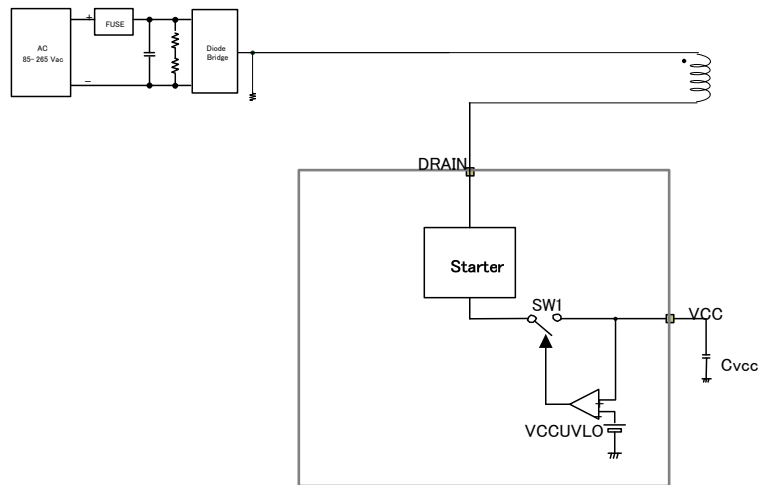 AC
85-265 Vac
+
−
FUSE
Diode
Bridge
DRAIN
Starter
SW1
VCC
Cvcc
VCCUVLO
+
−